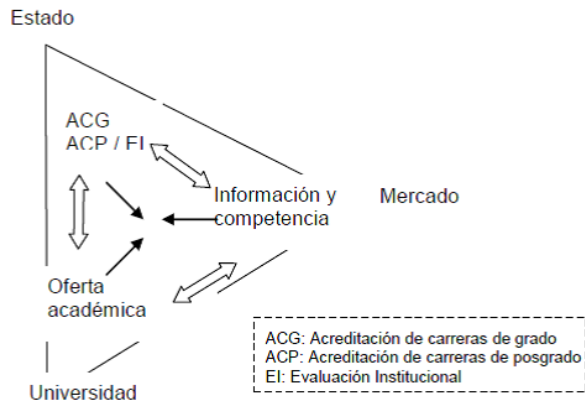 Estado
ACG
ACP / EI
Información y
competencia
Mercado
Oferta
académica
ACG: Acreditación de carreras de grado
ACP: Acreditación de carreras de posgrado
EI: Evaluación Institucional
Universidad